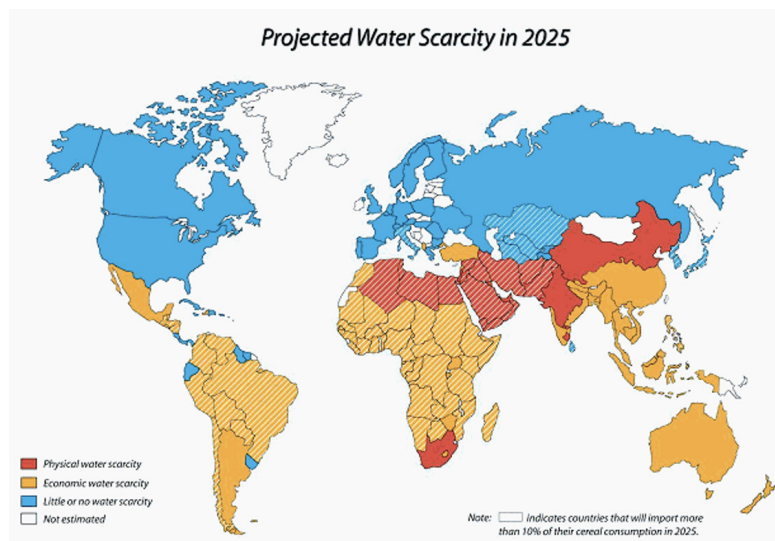 Projected Water Scarcity in 2025
Physical water scarcity
Economic water scarcity
Little or no water scarcity
Not estimated
Note: indicates countries that will import more
than 10% of their cereal consumption in 2025.